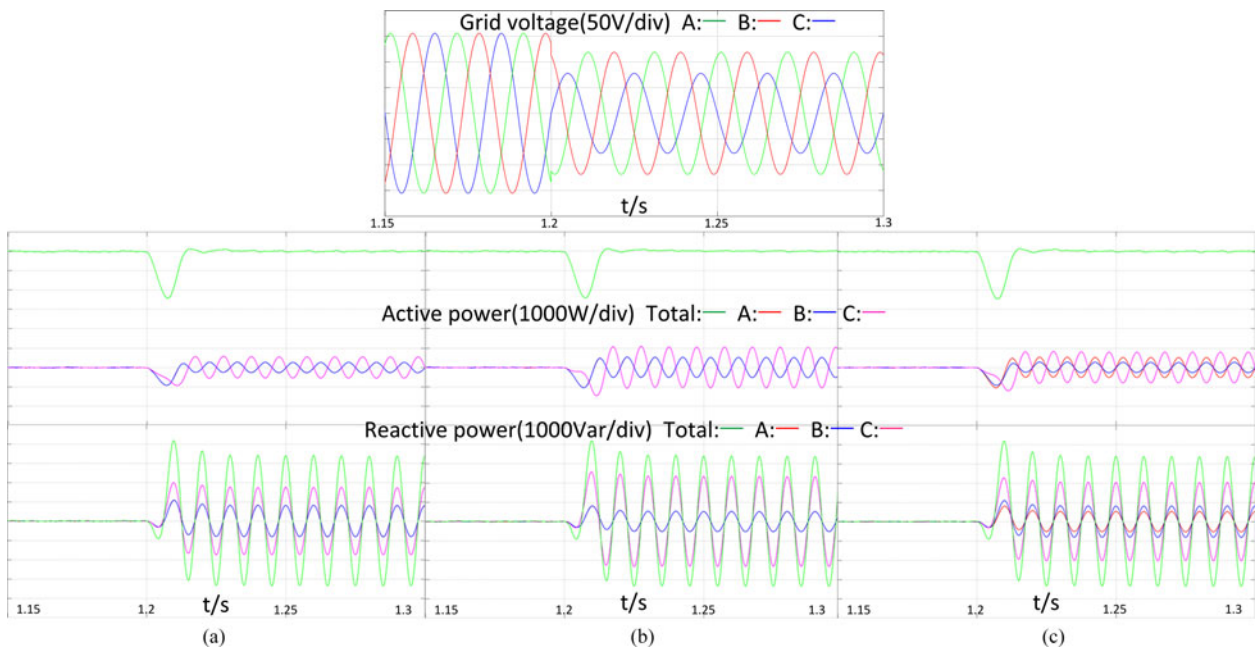 Grid voltage(50V/div) A: B: C:
t/s
1.15 1.2 1.25 1.3
Active power(1000W/div) Total: A: B: C:
Reactive power(1000Var/div) Total: A: B: C:
1.15 1.2 t/s 1.25 1.3 1.15 1.2 t/s 1.25 1.3 1.15 1.2 t/s 1.25 1.3
(a) (b) (c)